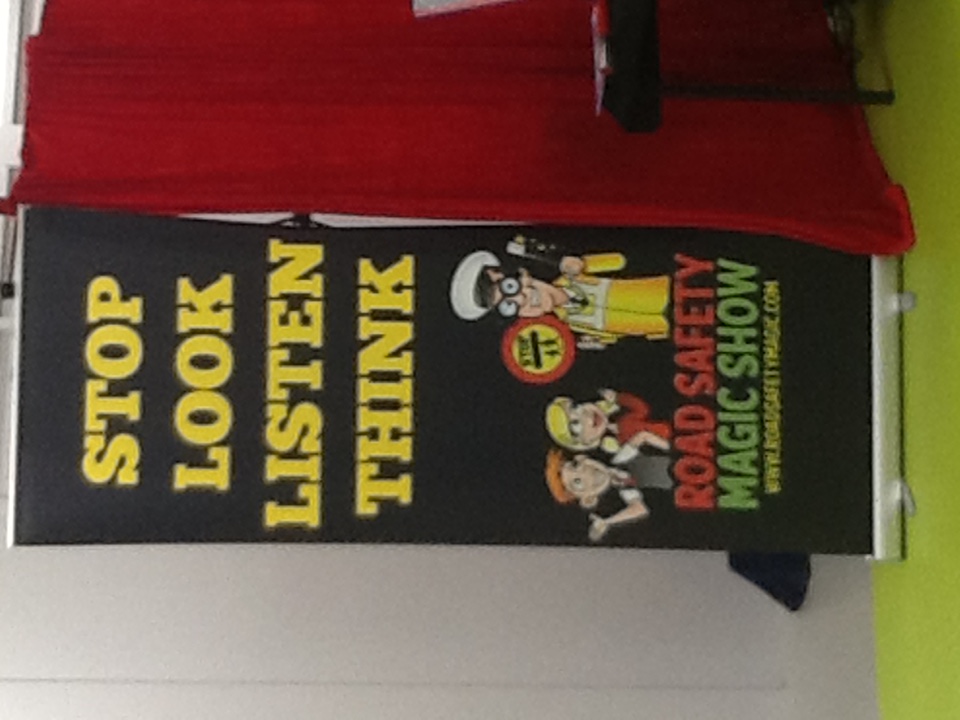 STOP
LOOK
LISTEN
THINK
STOP
ROAD SAFETY
MAGIC SHOW
WWW.ROADSAFETYMAGIC.COM